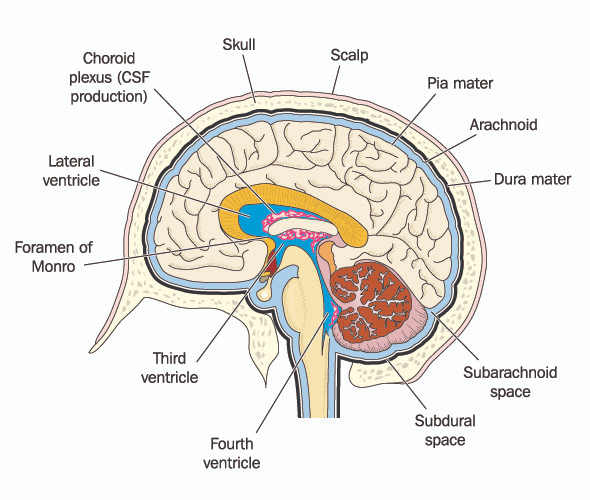 Skull
Scalp
Choroid
plexus (CSF
production)
Pia mater
Arachnoid
Lateral
ventricle
Dura mater
Foramen of
Monro
Third
ventricle
Subarachnoid
space
Subdural
space
Fourth
ventricle